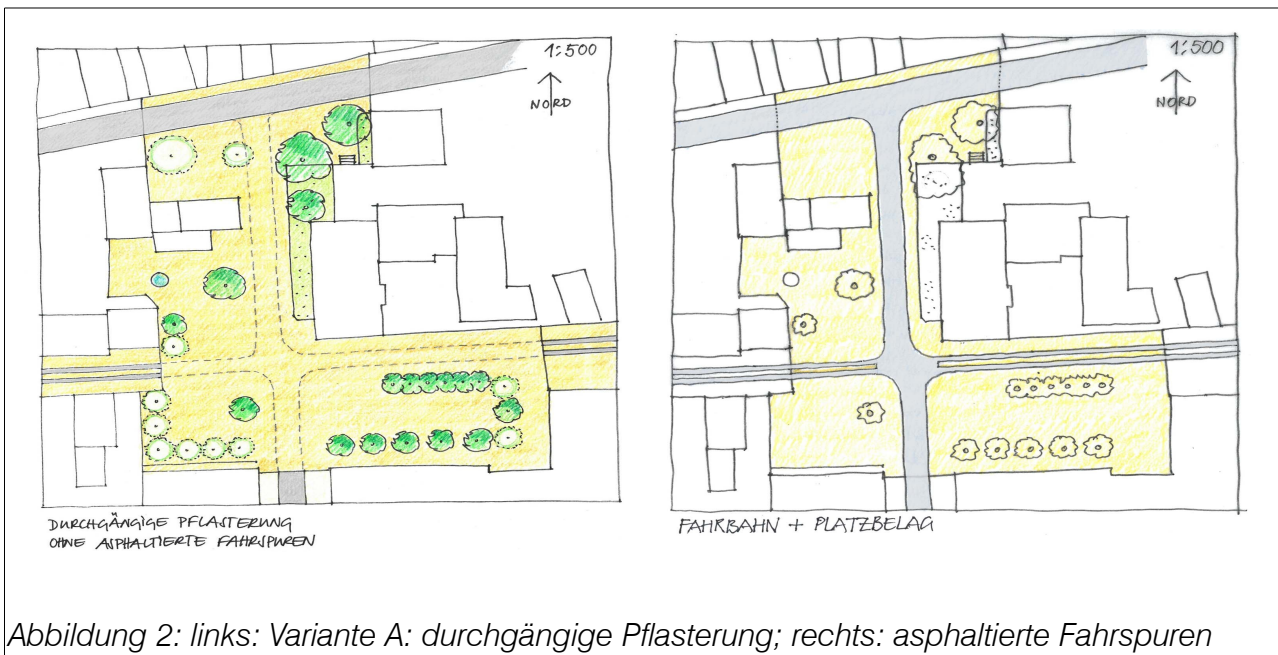 1:500
NORD
DURCHGÄNGIGE PFLASTERUNG
OHNE ASPHALTIERTE FAHRSPUREN
1:500
NORD
FAHRBAHN + PLATZBELAG
Abbildung 2: links: Variante A: durchgängige Pflasterung; rechts: asphaltierte Fahrspuren